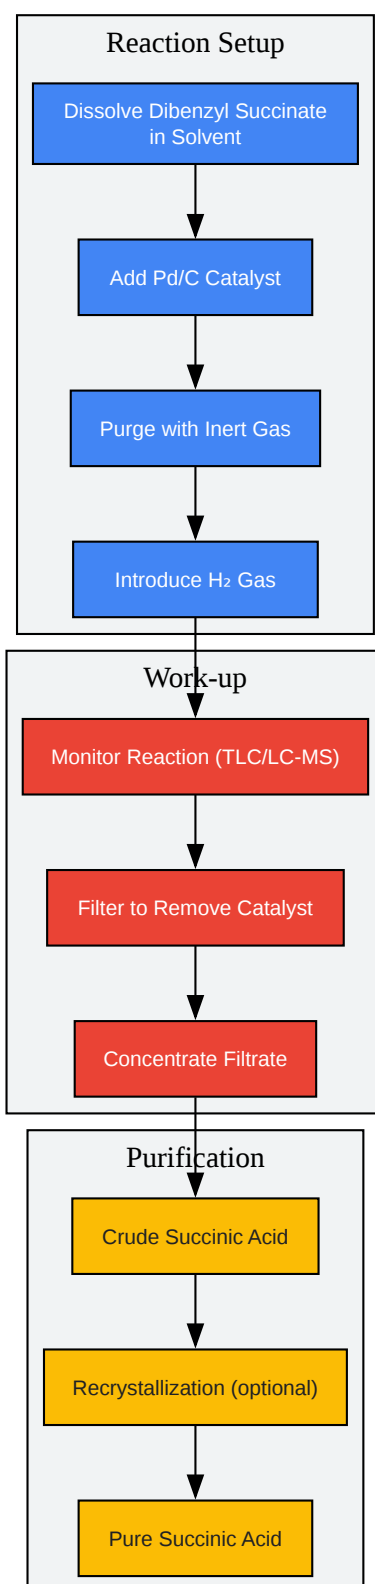 Reaction Setup
Dissolve Dibenzyl Succinate
in Solvent
Add Pd/C Catalyst
Purge with Inert Gas
Introduce H₂ Gas
Work-up
Monitor Reaction (TLC/LC-MS)
Filter to Remove Catalyst
Concentrate Filtrate
Purification
Crude Succinic Acid
Recrystallization (optional)
Pure Succinic Acid